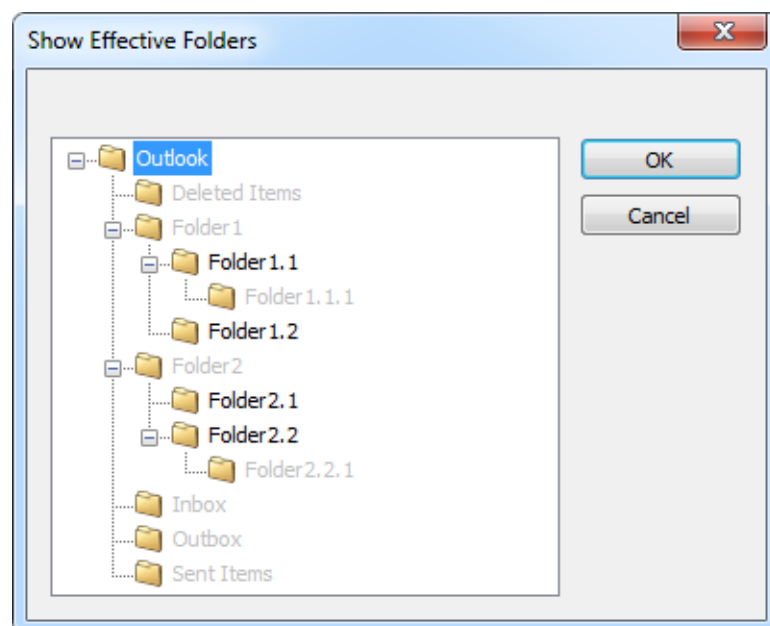 Show Effective Folders
Outlook
OK
Deleted Items
Cancel
Folder1
Folder1.1
Folder1.1.1
Folder1.2
Folder2
Folder2.1
Folder2.2
Folder2.2.1
Inbox
Outbox
Sent Items